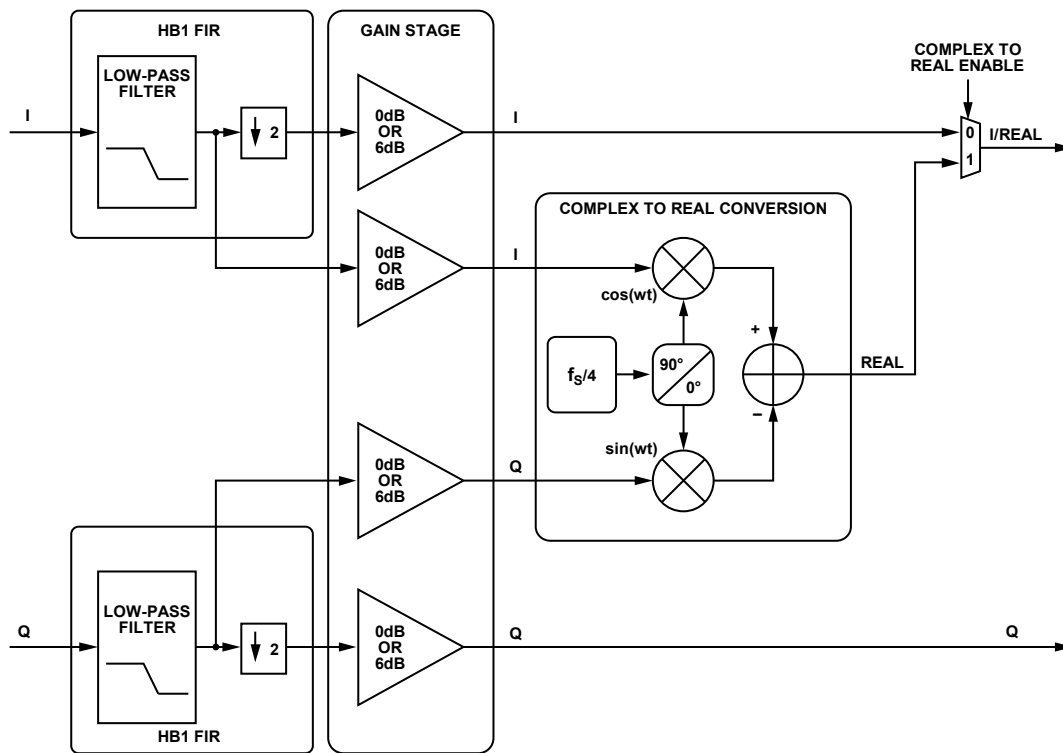 HB1 FIR
LOW-PASS
FILTER
I
2
GAIN STAGE
0dB
OR
6dB
I
COMPLEX TO
REAL ENABLE
0
1
I/REAL
0dB
OR
6dB
I
COMPLEX TO REAL CONVERSION
cos(wt)
+
fS/4
90°
0°
REAL
–
sin(wt)
0dB
OR
6dB
Q
Q
LOW-PASS
FILTER
2
HB1 FIR
0dB
OR
6dB
Q
Q